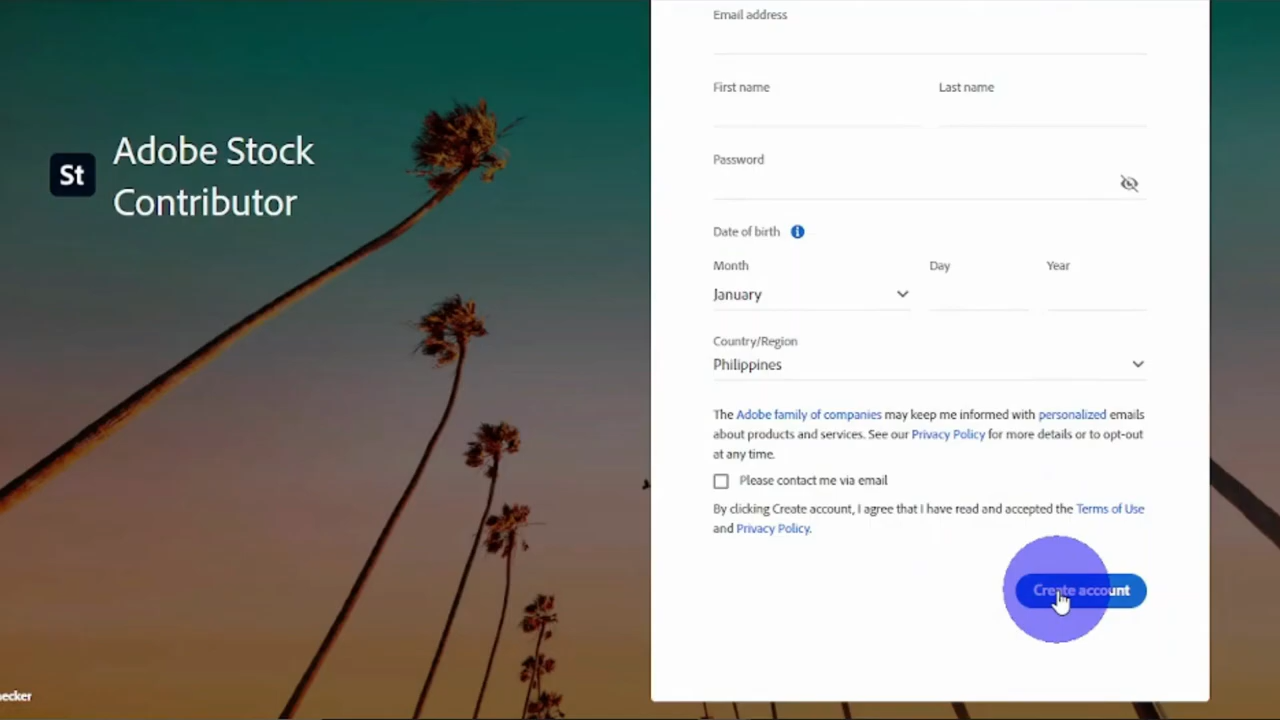 Email address
First name Last name
Password
Date of birth
Month Day Year
January
Country/Region
Philippines
The Adobe family of companies may keep me informed with personalized emails
about products and services. See our Privacy Policy for more details or to opt-out
at any time.
Please contact me via email
By clicking Create account, I agree that I have read and accepted the Terms of Use
and Privacy Policy.
Create account
St
Adobe Stock
Contributor